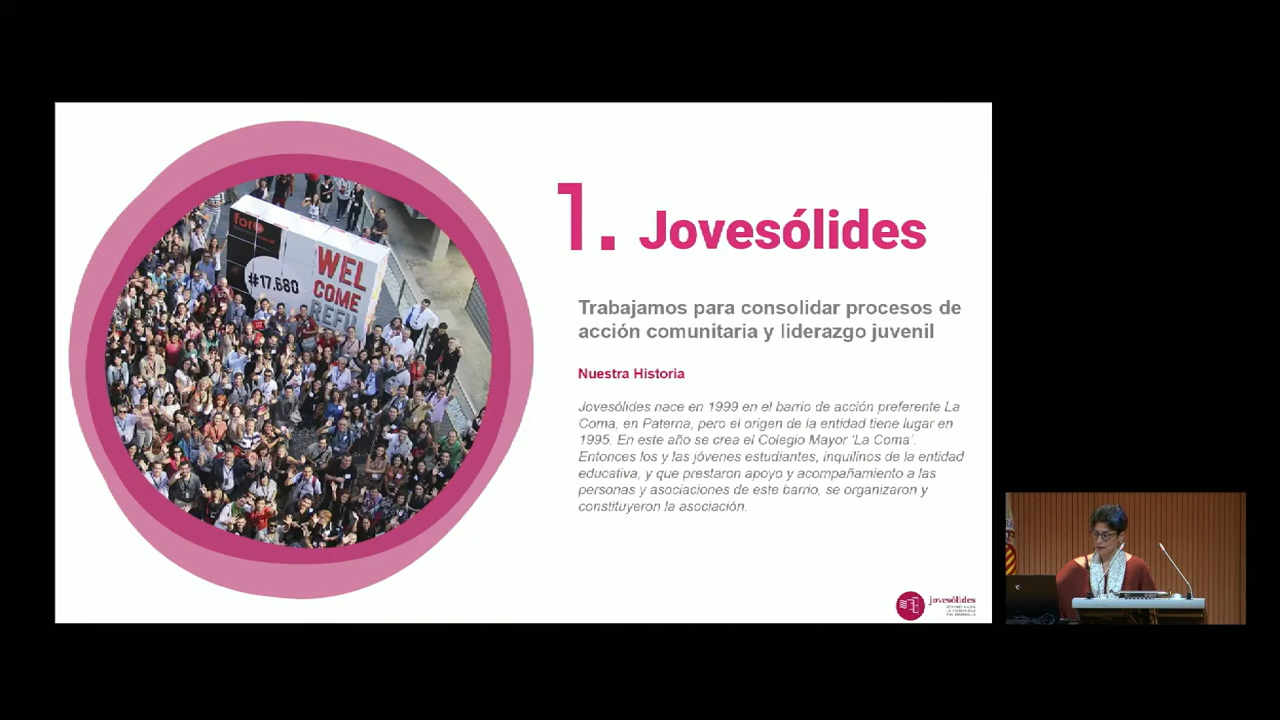 1. Jovesólides
Trabajamos para consolidar procesos de
acción comunitaria y liderazgo juvenil
Nuestra Historia
Jovesólides nace en 1999 en el barrio de acción preferente La
Coma, en Paterna, pero el origen de la entidad tiene lugar en
1995. En este año se crea el Colegio Mayor ‘La Coma’.
Entonces los y las jóvenes estudiantes, inquilinos de la entidad
educativa, y que prestaron apoyo y acompañamiento a las
personas y asociaciones de este barrio, se organizaron y
constituyeron la asociación.
foro
#17.680
WEL
COME
REFU
jovesólides